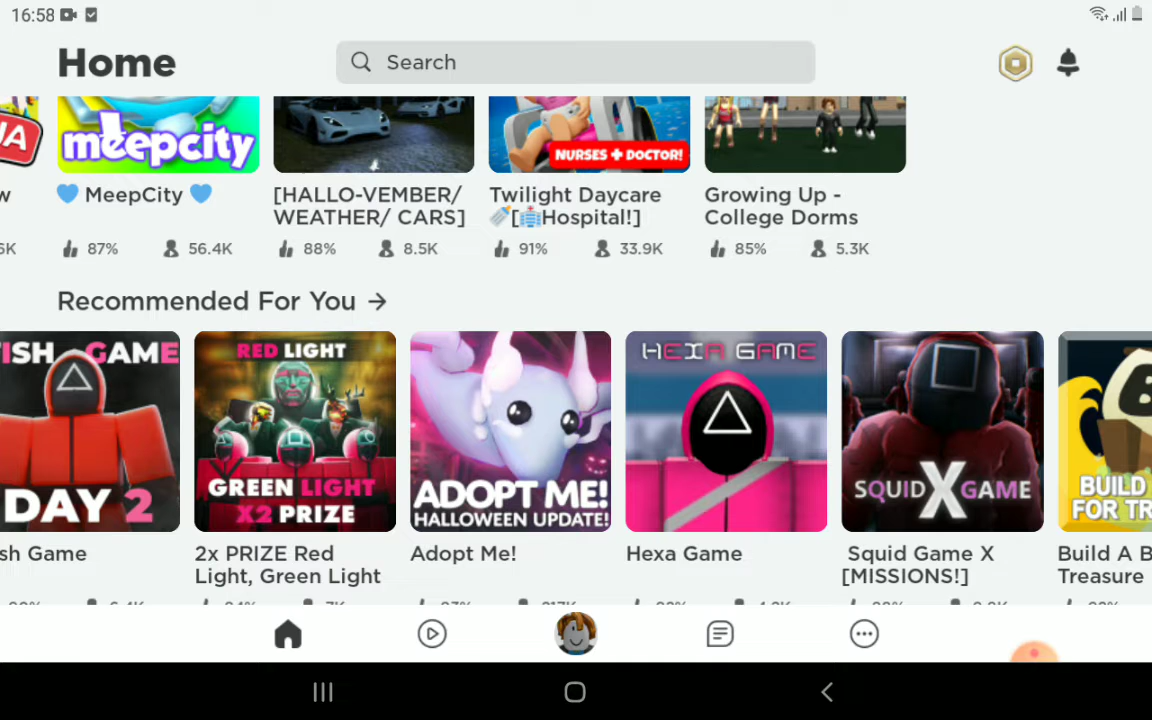 16:58
Home
Search
meepcity
NURSES + DOCTOR!
w
MeepCity
[HALLO-VEMBER/
WEATHER/ CARS]
Twilight Daycare
[Hospital!]
Growing Up -
College Dorms
6K
87%
56.4K
88%
8.5K
91%
33.9K
85%
5.3K
Recommended For You →
ISH GAME
DAY 2
RED LIGHT
GREEN LIGHT
X2 PRIZE
ADOPT ME!
HALLOWEEN UPDATE!
HEXA GAME
SQUID X GAME
BUILD
FOR TR
sh Game
2x PRIZE Red
Light, Green Light
Adopt Me!
Hexa Game
Squid Game X
[MISSIONS!]
Build A B
Treasure